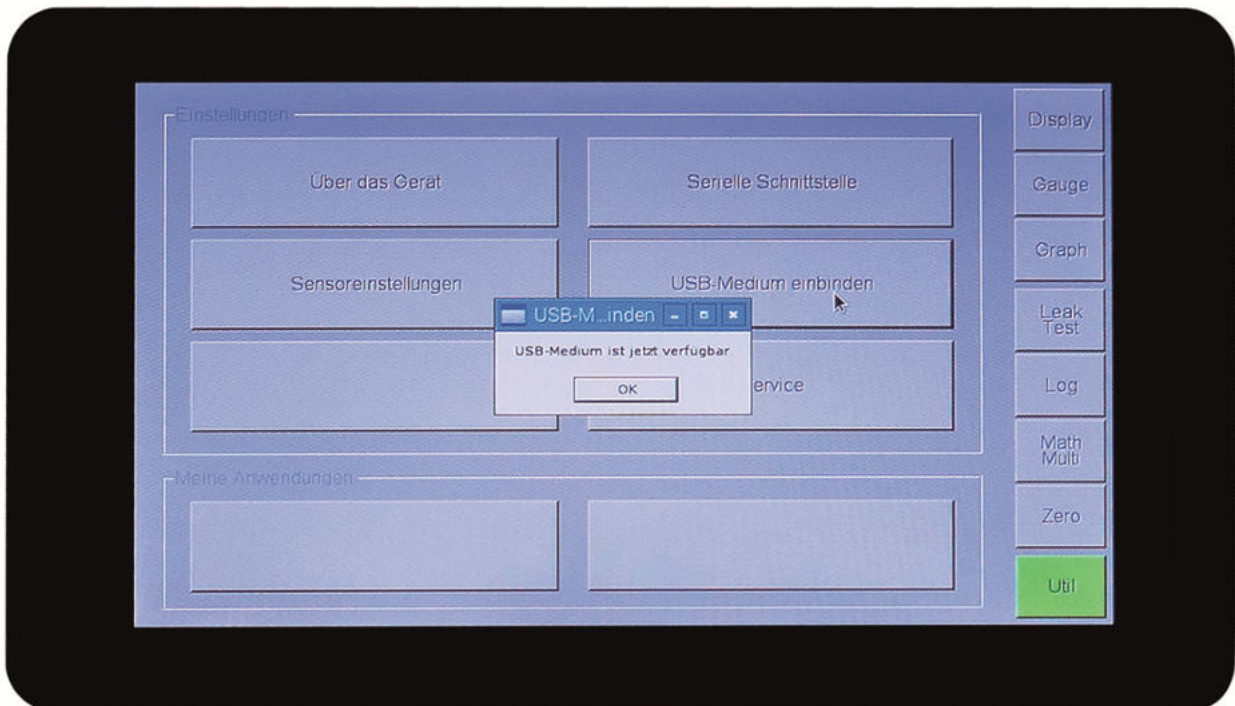 Einstellungen
Über das Gerät
Serielle Schnittstelle
Sensoreinstellungen
USB-Medium einbinden
USB-M...inden
USB-Medium ist jetzt verfügbar
OK
ervice
Meine Anwendungen
Display
Gauge
Graph
Leak
Test
Log
Math
Multi
Zero
Util